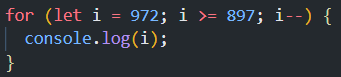 for (let i = 972; i >= 897; i--) {
  console.log(i);
}